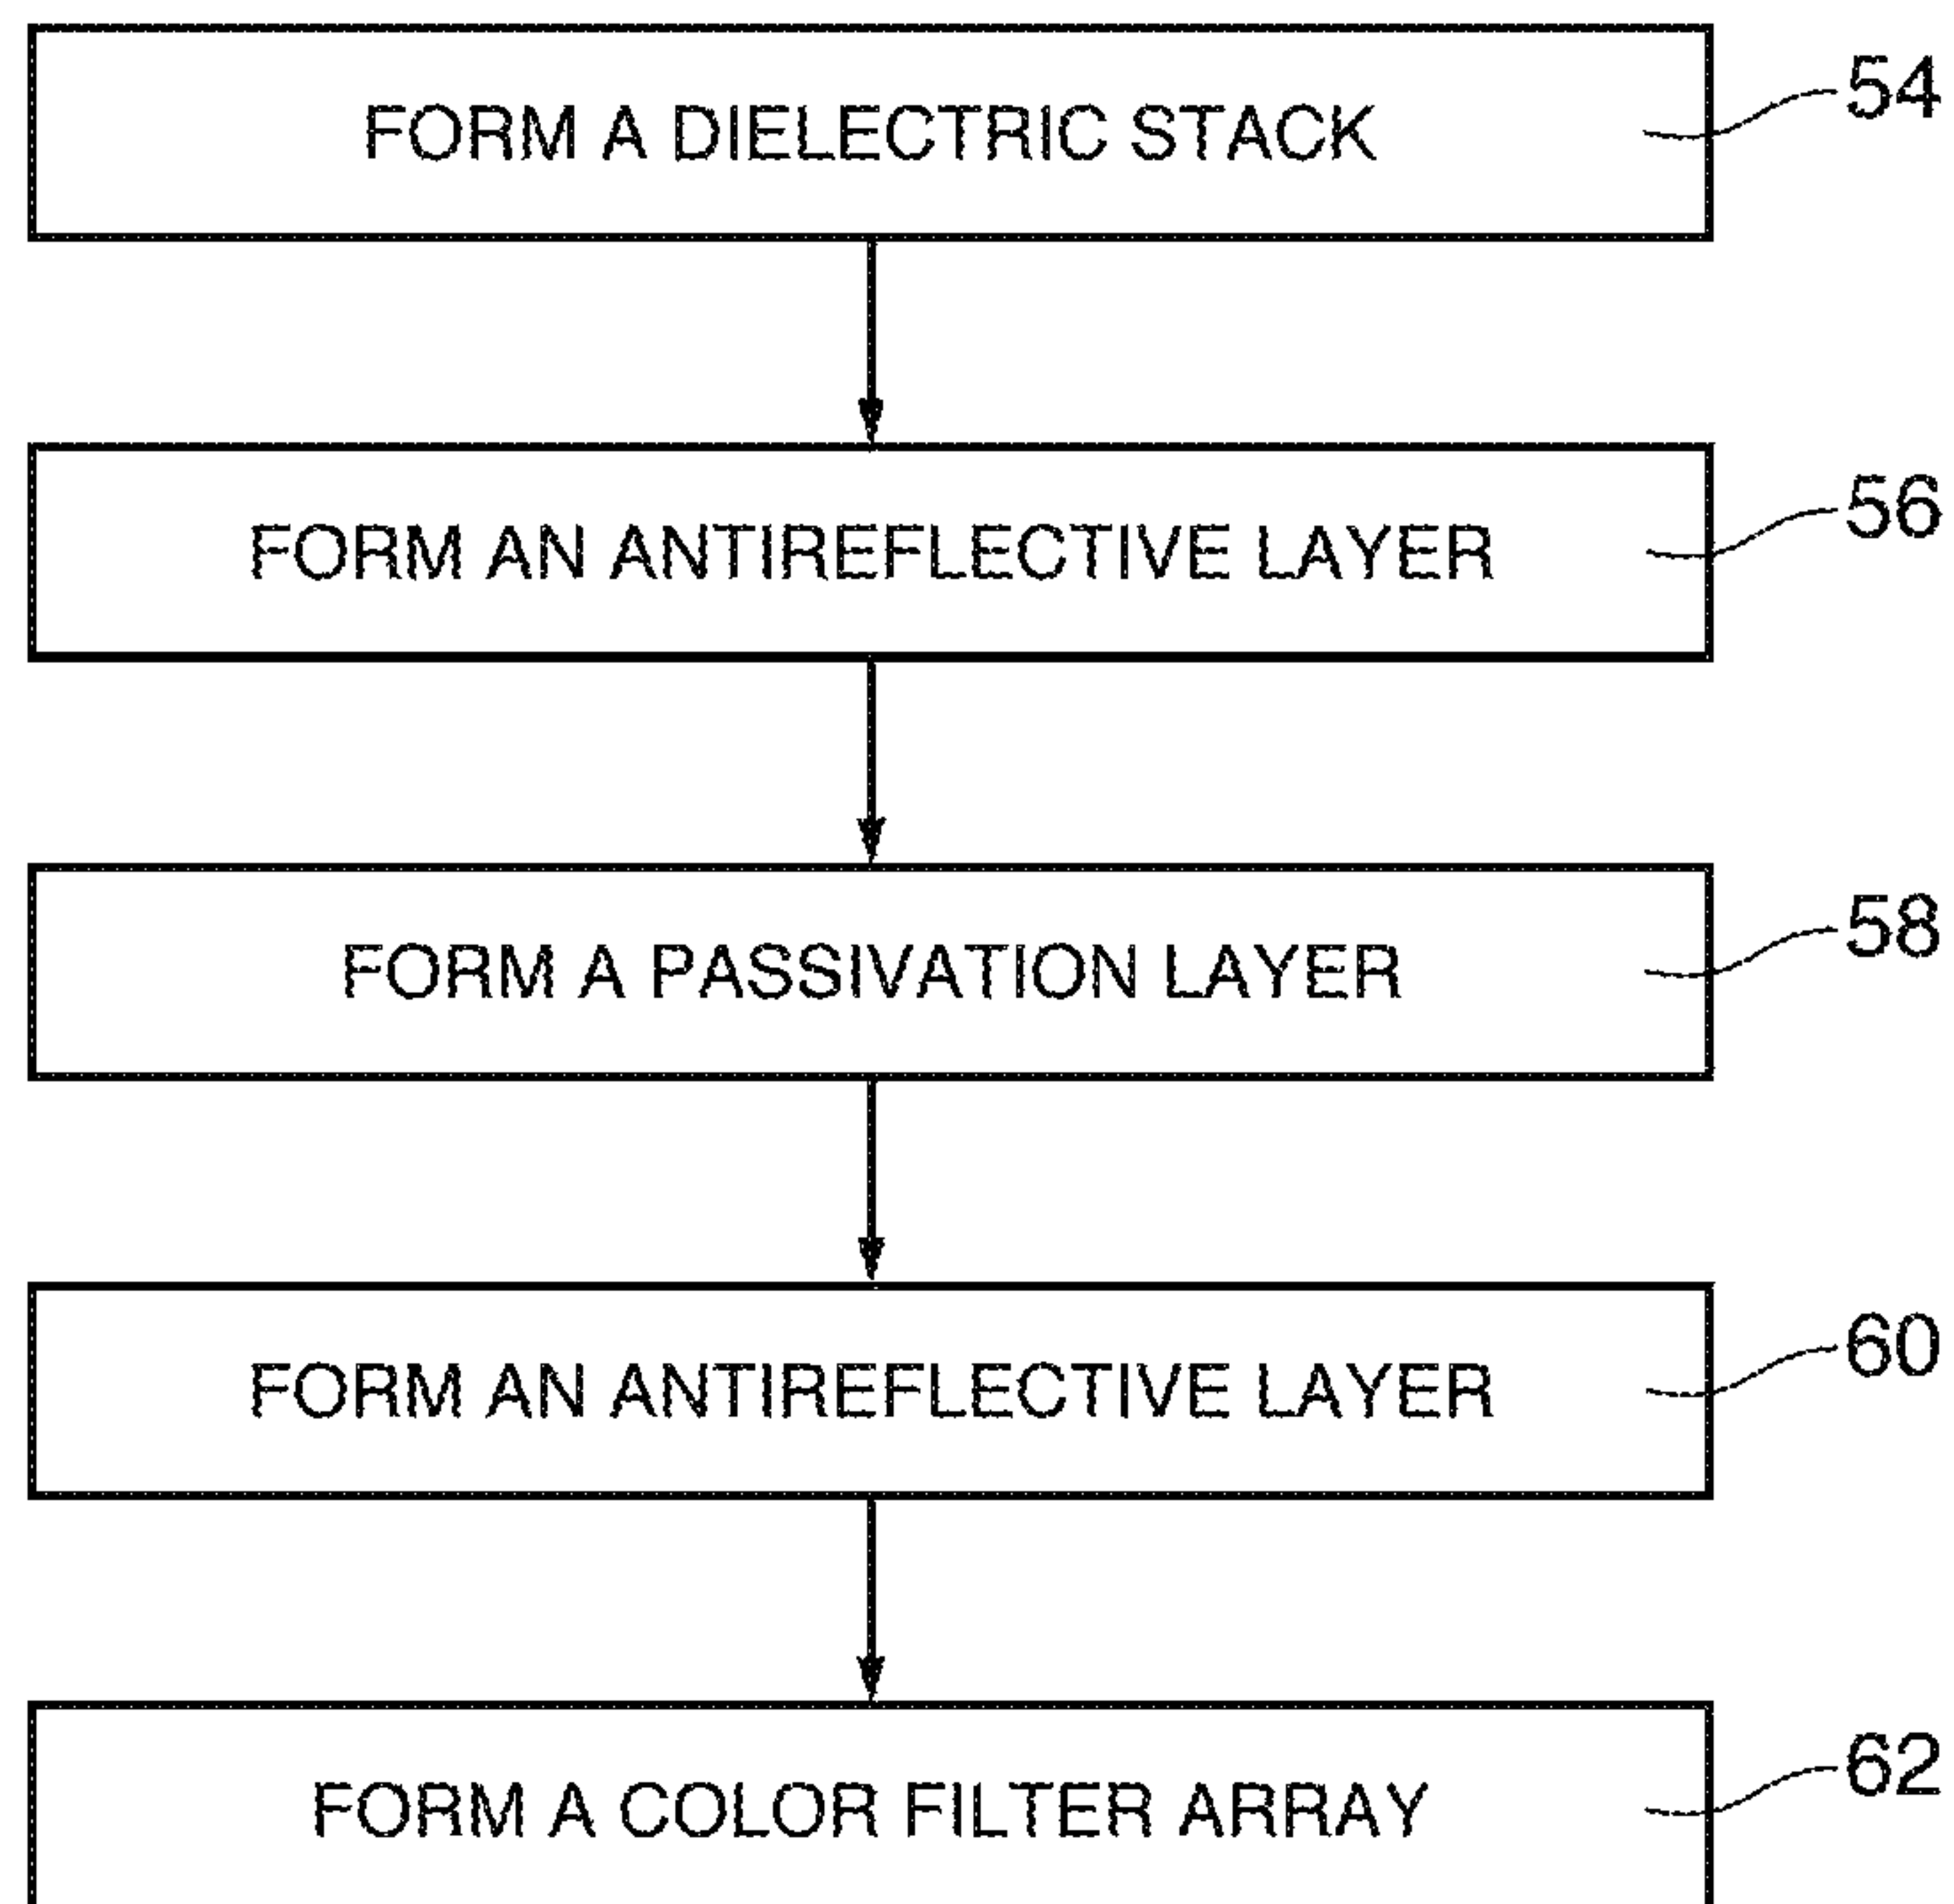 FORM A DIELECTRIC STACK 54
FORM AN ANTIREFLECTIVE LAYER 56
FORM A PASSIVATION LAYER 58
FORM AN ANTIREFLECTIVE LAYER 60
FORM A COLOR FILTER ARRAY 62